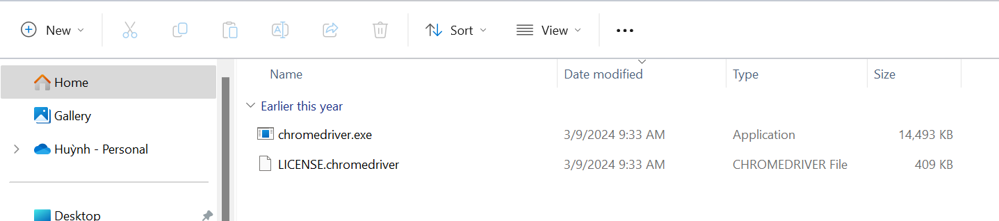 New Sort View
Home
Gallery
Huỳnh - Personal
Desktop
Name Date modified Type Size
Earlier this year
chromedriver.exe 3/9/2024 9:33 AM Application 14,493 KB
LICENSE.chromedriver 3/9/2024 9:33 AM CHROMEDRIVER File 409 KB